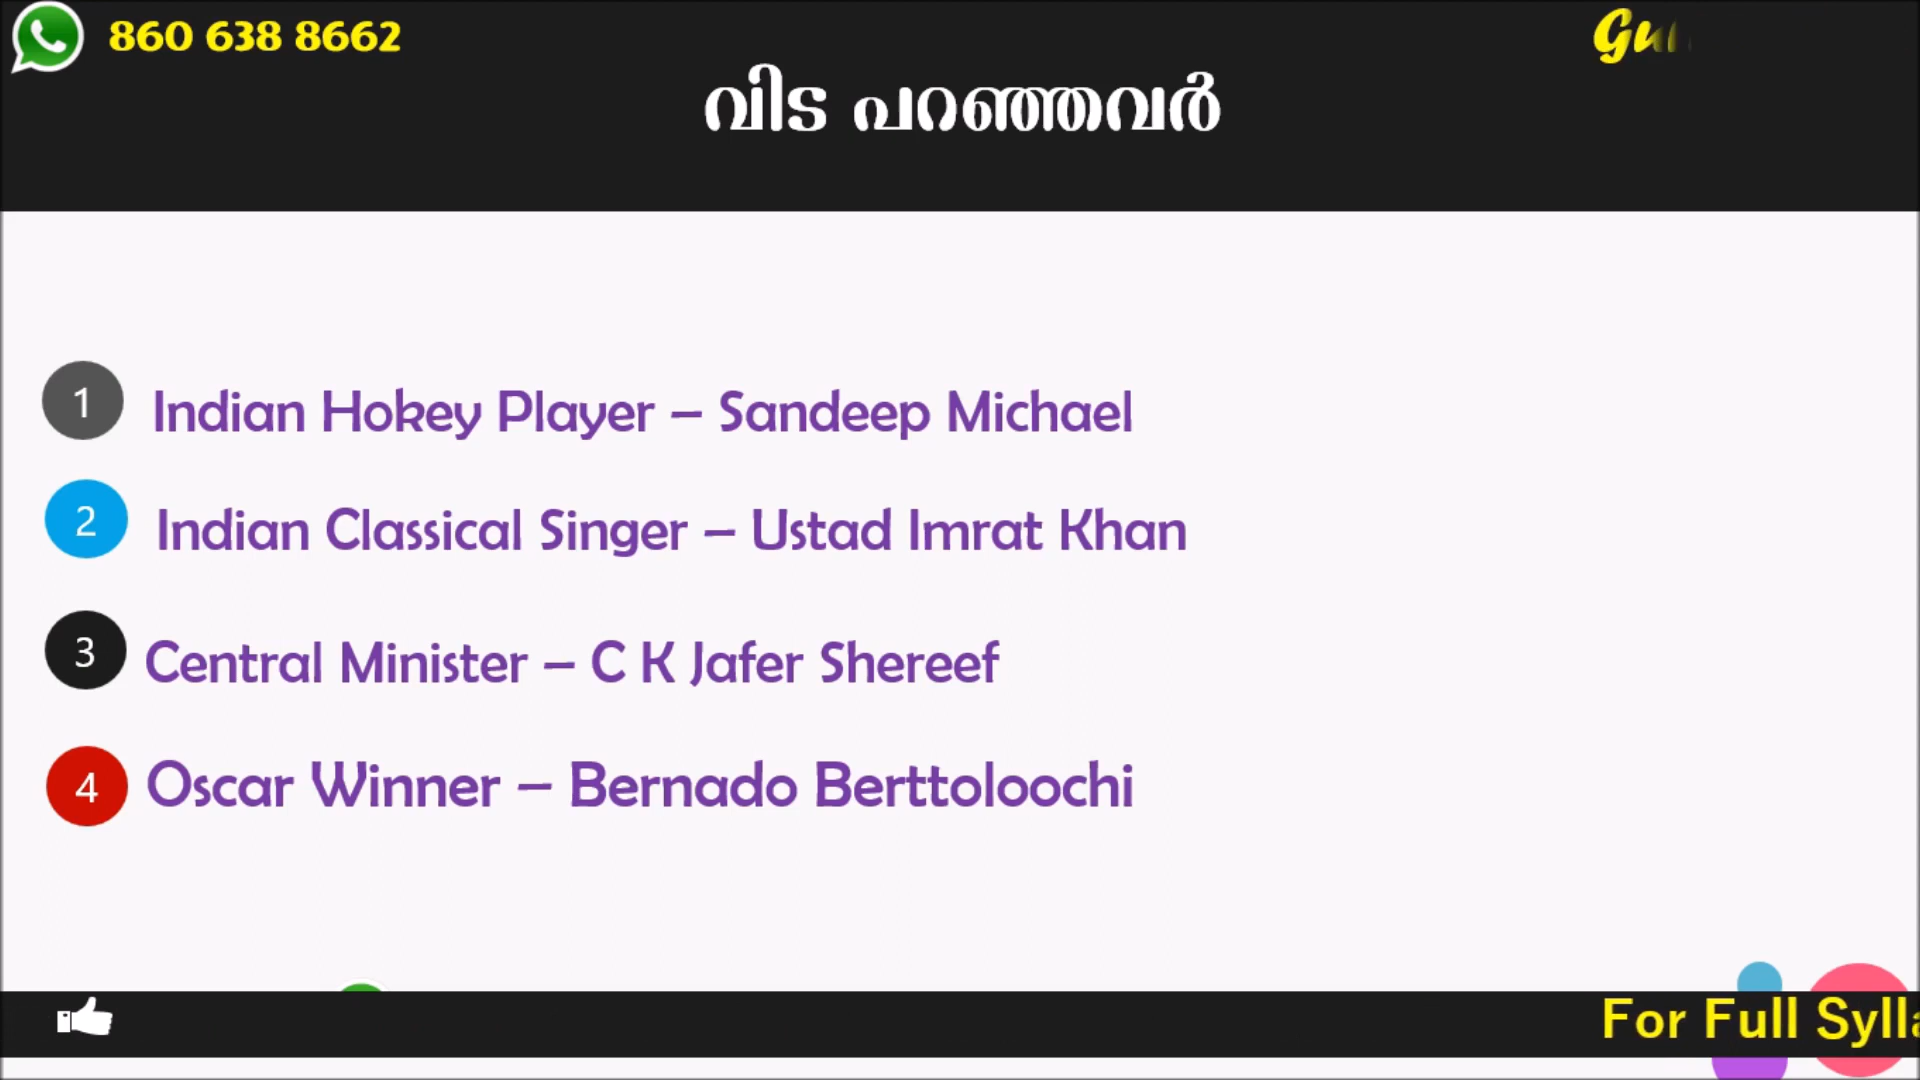 860 638 8662
വിട പറഞ്ഞവർ
1 Indian Hokey Player – Sandeep Michael
2 Indian Classical Singer – Ustad Imrat Khan
3 Central Minister – C K Jafer Shereef
4 Oscar Winner – Bernado Berttoloochi
For Full